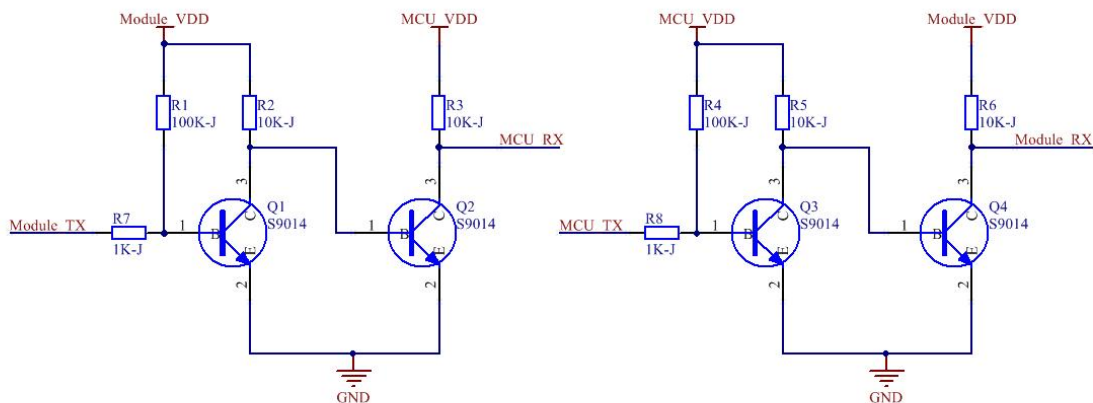 Module_VDD
MCU_VDD
MCU_VDD
Module_VDD
R1
100K-J
R2
10K-J
R3
10K-J
R4
100K-J
R5
10K-J
R6
10K-J
MCU_RX
Module_RX
3
3
3
3
Module_TX
R7
1K-J
1
B
C
E
Q1
S9014
1
B
C
E
Q2
S9014
MCU_TX
R8
1K-J
1
B
C
E
Q3
S9014
1
B
C
E
Q4
S9014
2
2
2
2
GND
GND